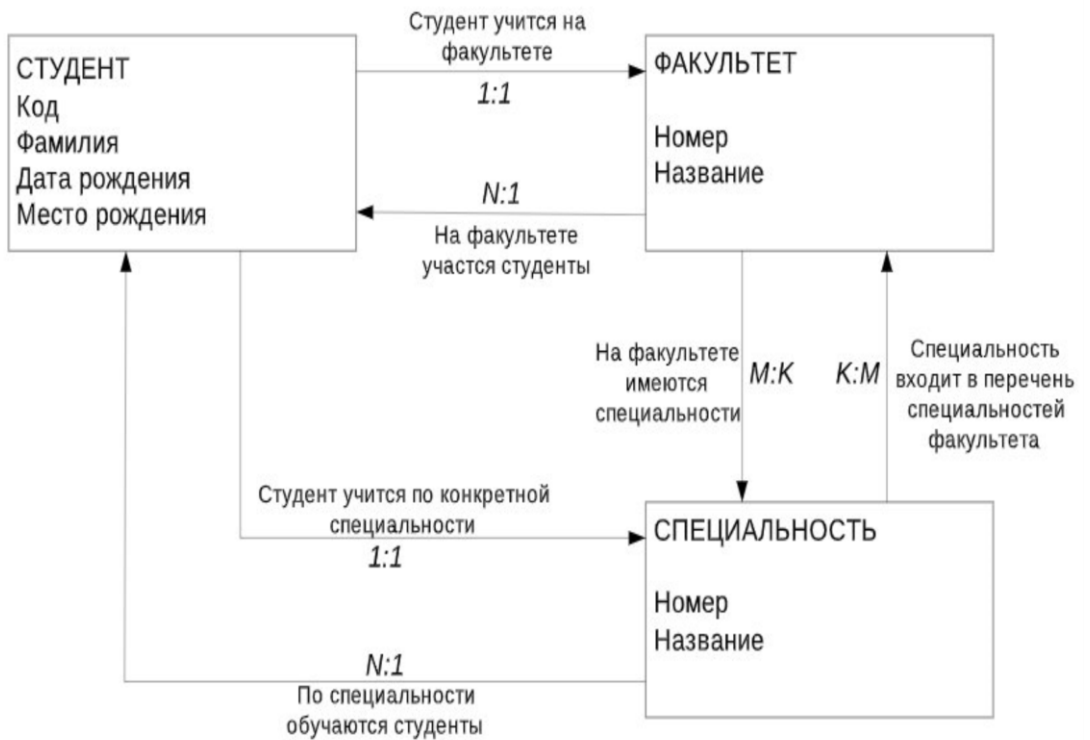 Студент учится на
факультете
1:1
СТУДЕНТ
Код
Фамилия
Дата рождения
Место рождения
ФАКУЛЬТЕТ
Номер
Название
N:1
На факультете
участся студенты
На факультете
имеются
специальности
M:K
K:M
Специальность
входит в перечень
специальностей
факультета
Студент учится по конкретной
специальности
1:1
СПЕЦИАЛЬНОСТЬ
Номер
Название
N:1
По специальности
обучаются студенты